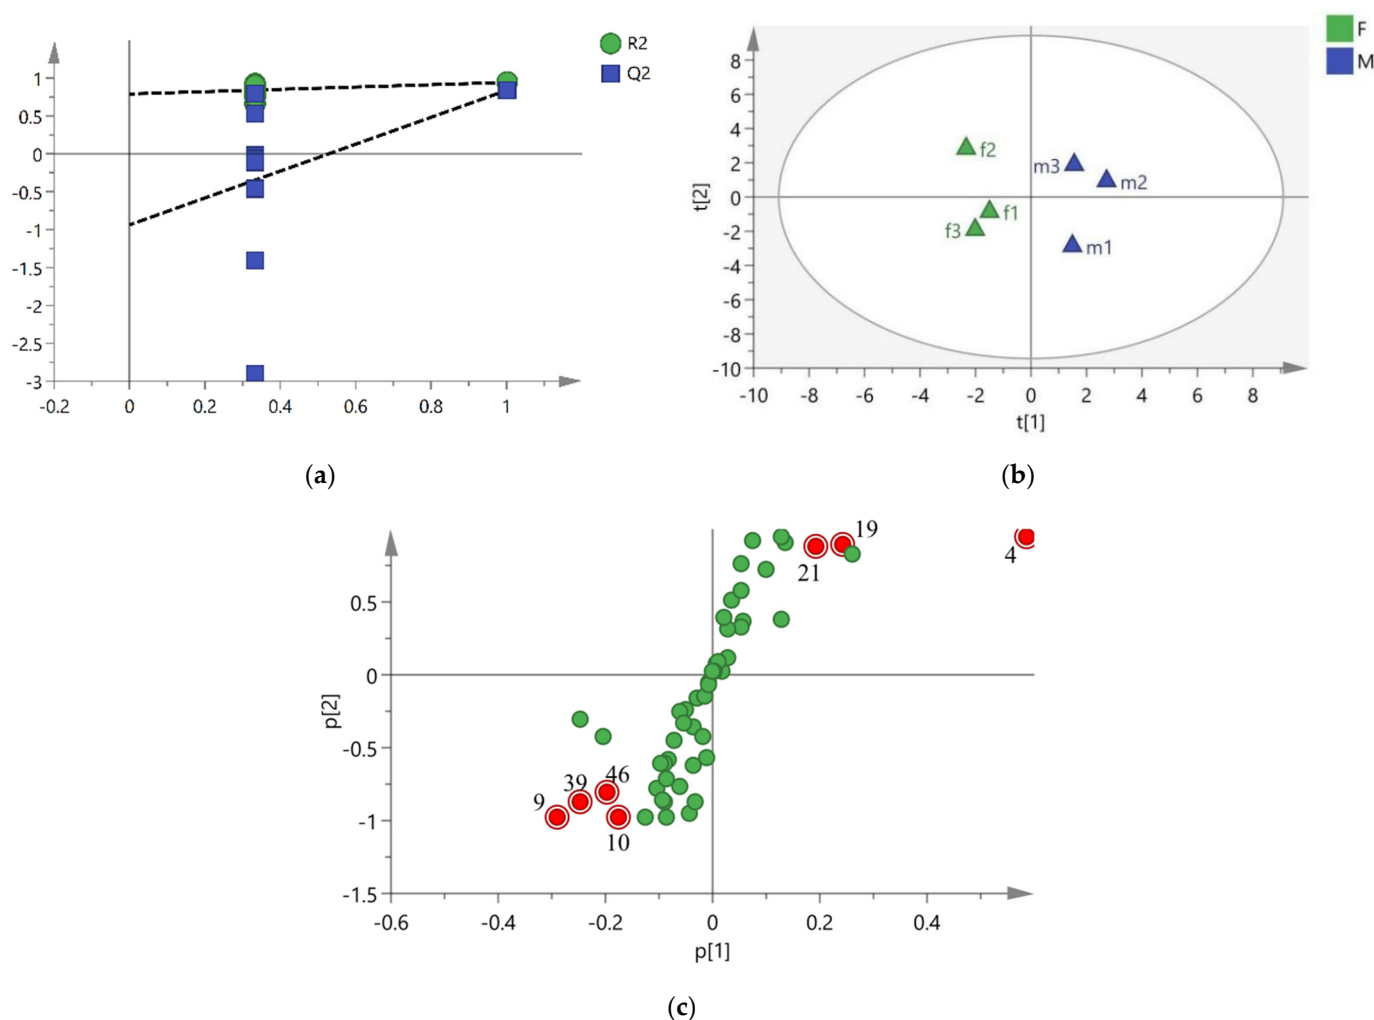 R2
Q2
1
0.5
0
-0.5
-1
-1.5
-2
-2.5
-3
-0.2 0 0.2 0.4 0.6 0.8 1
(a)
F
M
8
6
4
2
0
-2
-4
-6
-8
-10
t[2]
f2
m3
m2
f1
f3
m1
-10 -8 -6 -4 -2 0 2 4 6 8
t[1]
(b)
0.5
0
-0.5
-1
-1.5
p[2]
19
21
4
46
39
9
10
-0.6 -0.4 -0.2 0 0.2 0.4
p[1]
(c)